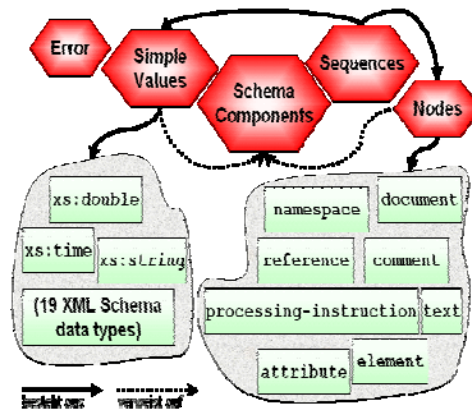 Error
Simple
Values
Schema
Components
Sequences
Nodes
xs:double
xs:time
xs:string
(19 XML Schema
data types)
namespace
document
reference
comment
processing-instruction
text
attribute
element